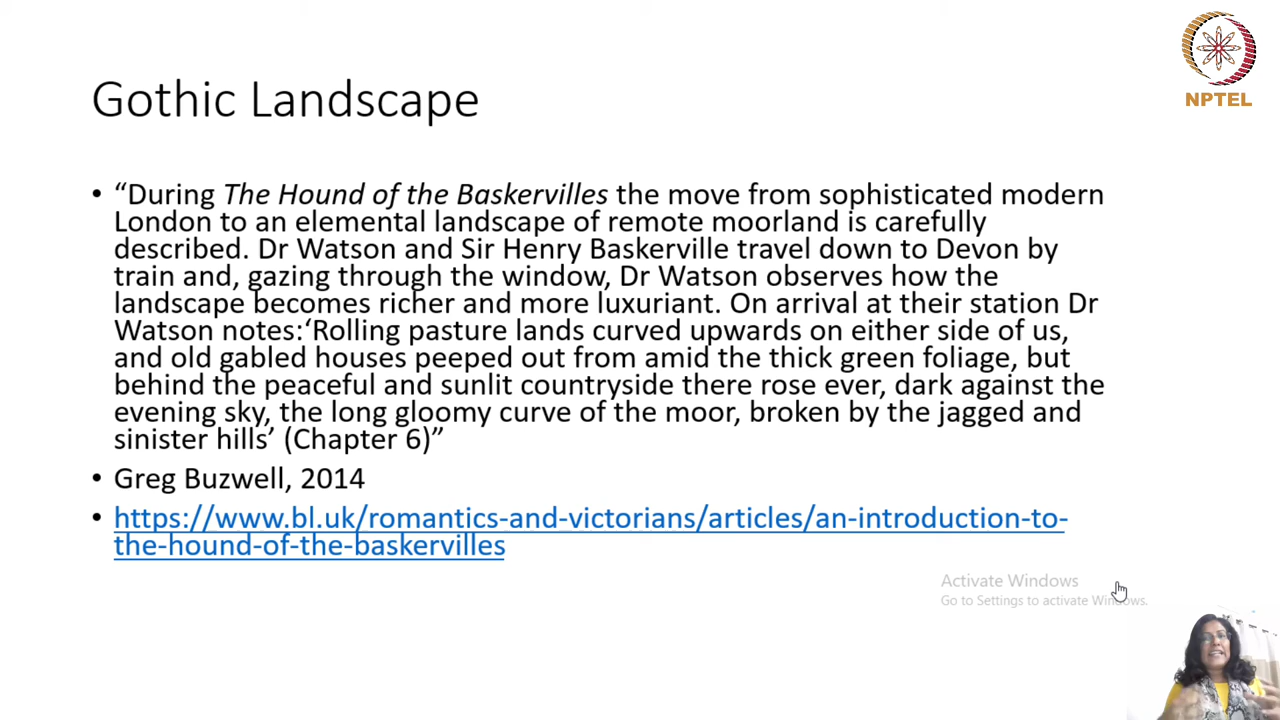 NPTEL
Gothic Landscape
• “During The Hound of the Baskervilles the move from sophisticated modern
London to an elemental landscape of remote moorland is carefully
described. Dr Watson and Sir Henry Baskerville travel down to Devon by
train and, gazing through the window, Dr Watson observes how the
landscape becomes richer and more luxuriant. On arrival at their station Dr
Watson notes:‘Rolling pasture lands curved upwards on either side of us,
and old gabled houses peeped out from amid the thick green foliage, but
behind the peaceful and sunlit countryside there rose ever, dark against the
evening sky, the long gloomy curve of the moor, broken by the jagged and
sinister hills’ (Chapter 6)”
• Greg Buzwell, 2014
• https://www.bl.uk/romantics-and-victorians/articles/an-introduction-to-
the-hound-of-the-baskervilles
Activate Windows
Go to Settings to activate Windows.